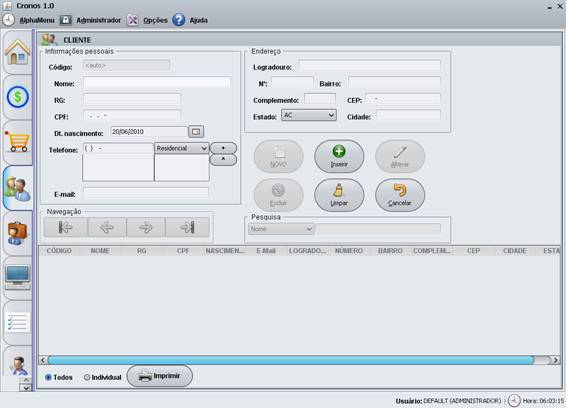 Cronos 1.0
AlphaMenu Administrador Opções Ajuda
CLIENTE
Informações pessoais
Código: <auto>
Nome:
RG:
CPF: . . -
Dt. nascimento: 20/06/2010
Telefone: ( ) - Residencial +
^
E-mail:
Endereço
Logradouro:
Nº: Bairro:
Complemento: CEP: -
Estado: AC Cidade:
NOVO Inserir Alterar
Excluir Limpar Cancelar
Navegação
Pesquisa
Nome
CÓDIGO NOME RG CPF NASCIMEN... E-Mail LOGRADO... NÚMERO BAIRRO COMPLEM... CEP CIDADE ESTA
Todos Individual Imprimir
Usuário: DEFAULT (ADMINISTRADOR) Hora: 06:03:15